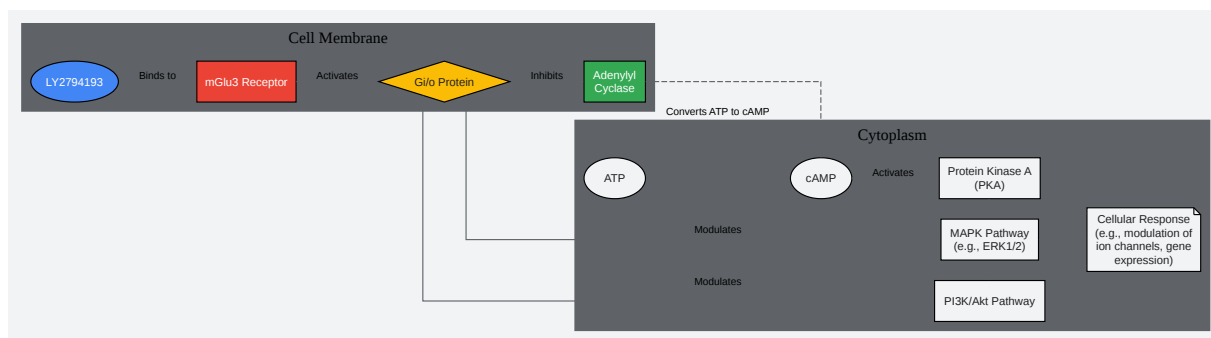 Cell Membrane
LY2794193
Binds to
mGlu3 Receptor
Activates
Gi/o Protein
Inhibits
Adenylyl
Cyclase
Converts ATP to cAMP
Cytoplasm
ATP
cAMP
Activates
Protein Kinase A
(PKA)
Modulates
MAPK Pathway
(e.g., ERK1/2)
Cellular Response
(e.g., modulation of
ion channels, gene
expression)
Modulates
PI3K/Akt Pathway